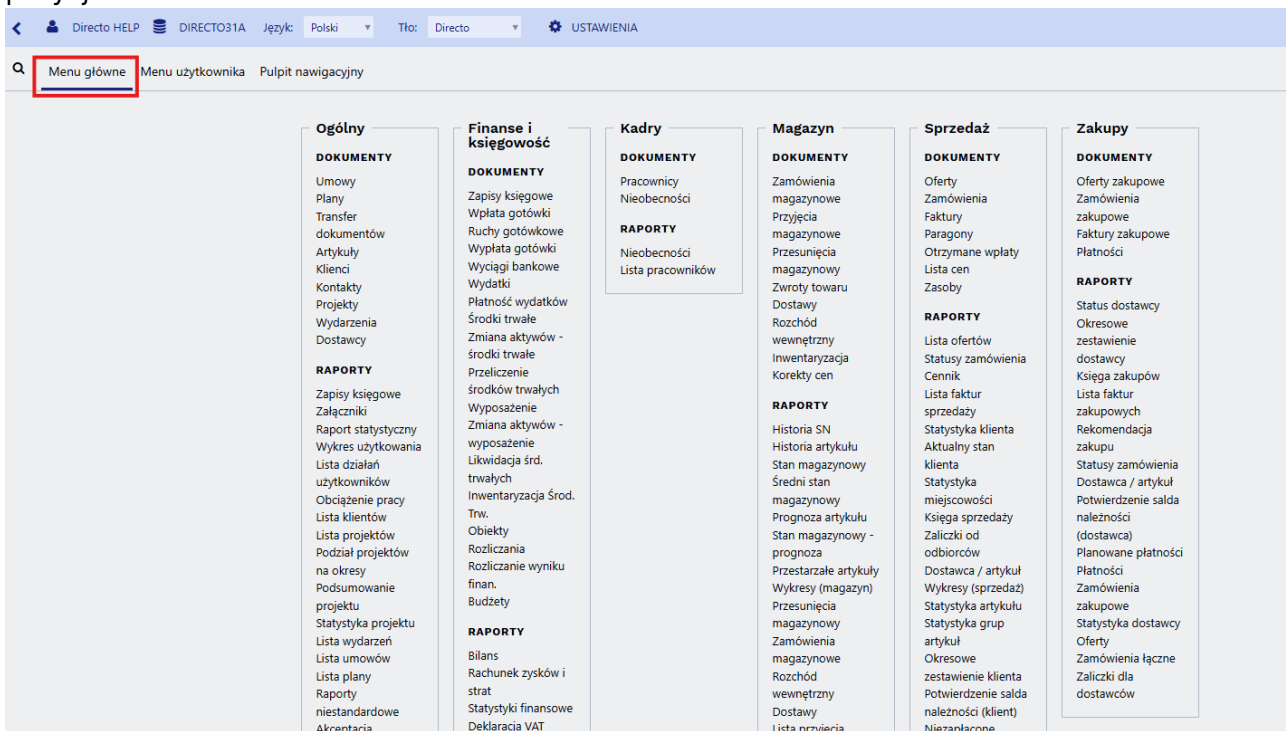 Directo HELP DIRECTO31A Język: Polski Tło: Directo USTAWIENIA
Menu główne Menu użytkownika Pulpit nawigacyjny
Ogólny
DOKUMENTY
Umowy
Plany
Transfer
dokumentów
Artykuły
Klienci
Kontakty
Projekty
Wydarzenia
Dostawcy
RAPORTY
Zapisy księgowe
Załączniki
Raport statystyczny
Wykres użytkowania
Lista działań
użytkowników
Obciążenie pracy
Lista klientów
Lista projektów
Podział projektów
na okresy
Podsumowanie
projektu
Statystyka projektu
Lista wydarzeń
Lista umowów
Lista plany
Raporty
niestandardowe
Akceptacja
Finanse i
księgowość
DOKUMENTY
Zapisy księgowe
Wpłata gotówki
Ruchy gotówkowe
Wypłata gotówki
Wyciągi bankowe
Wydatki
Płatność wydatków
Środki trwałe
Zmiana aktywów -
środki trwałe
Przeliczenie
środków trwałych
Wyposażenie
Zmiana aktywów -
wyposażenie
Likwidacja śrd.
trwałych
Inwentaryzacja Środ.
Trw.
Obiekty
Rozliczania
Rozliczanie wyniku
finan.
Budżety
RAPORTY
Bilans
Rachunek zysków i
strat
Statystyki finansowe
Deklaracja VAT
Kadry
DOKUMENTY
Pracownicy
Nieobecności
RAPORTY
Nieobecności
Lista pracowników
Magazyn
DOKUMENTY
Zamówienia
magazynowe
Przyjęcia
magazynowe
Przesunięcia
magazynowy
Zwroty towaru
Dostawy
Rozchód
wewnętrzny
Inwentaryzacja
Korekty cen
RAPORTY
Historia SN
Historia artykułu
Stan magazynowy
Średni stan
magazynowy
Prognoza artykułu
Stan magazynowy -
prognoza
Przestarzałe artykuły
Wykresy (magazyn)
Przesunięcia
magazynowy
Zamówienia
magazynowe
Rozchód
wewnętrzny
Dostawy
Lista przyjęcia
Sprzedaż
DOKUMENTY
Oferty
Zamówienia
Faktury
Paragony
Otrzymane wpłaty
Lista cen
Zasoby
RAPORTY
Lista ofertów
Statusy zamówienia
Cennik
Lista faktur
sprzedaży
Statystyka klienta
Aktualny stan
klienta
Statystyka
miejscowości
Księga sprzedaży
Zaliczki od
odbiorców
Dostawca / artykuł
Wykresy (sprzedaż)
Statystyka artykułu
Statystyka grup
artykuł
Okresowe
zestawienie klienta
Potwierdzenie salda
należności (klient)
Niezapłacone
Zakupy
DOKUMENTY
Oferty zakupowe
Zamówienia
zakupowe
Faktury zakupowe
Płatności
RAPORTY
Status dostawcy
Okresowe
zestawienie
dostawcy
Księga zakupów
Lista faktur
zakupowych
Rekomendacja
zakupu
Statusy zamówienia
Dostawca / artykuł
Potwierdzenie salda
należności
(dostawca)
Planowane płatności
Płatności
Zamówienia
zakupowe
Statystyka dostawcy
Oferty
Zamówienia łączne
Zaliczki dla
dostawców